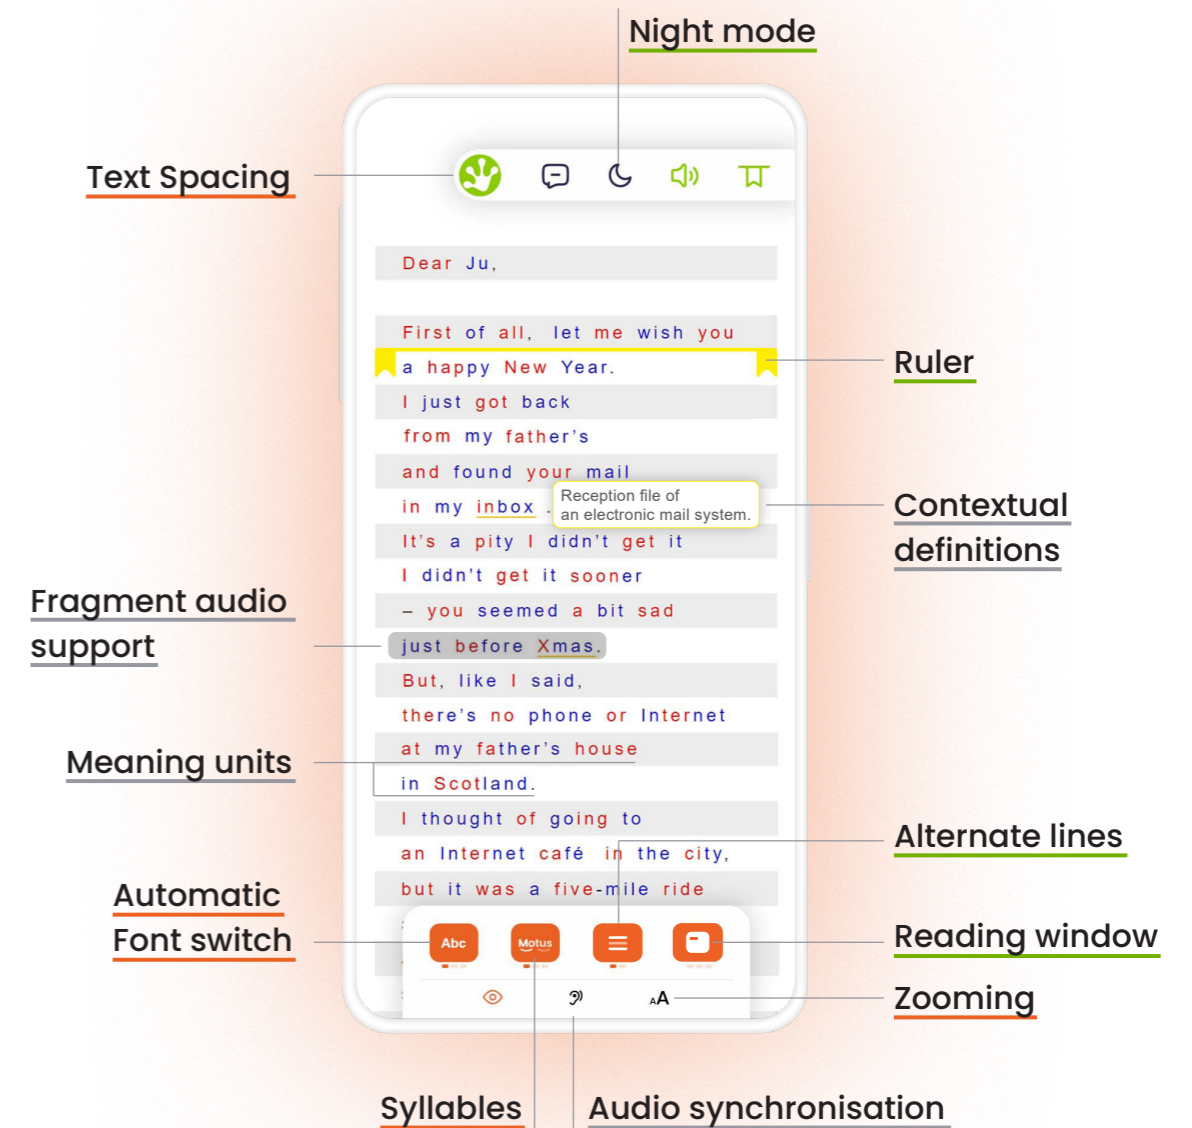 Night mode
Text Spacing
Dear Ju,
First of all, let me wish you
a happy New Year.
Ruler
I just got back
from my father's
and found your mail
in my inbox .
Reception file of
an electronic mail system.
Contextual
definitions
It's a pity I didn't get it
I didn't get it sooner
– you seemed a bit sad
Fragment audio
support
just before Xmas.
But, like I said,
there's no phone or Internet
at my father's house
Meaning units
in Scotland.
I thought of going to
an Internet café in the city,
Alternate lines
but it was a five-mile ride
Automatic
Font switch
Abc
Motus
Reading window
AA
Zooming
Syllables
Audio synchronisation